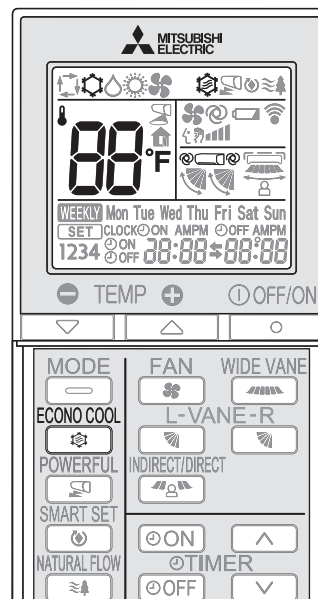 MITSUBISHI
ELECTRIC
88°F
WEEKLY Mon Tue Wed Thu Fri Sat Sun
SET CLOCK ON AMPM OFF AMPM
1234 ON OFF 88:88 88:88
TEMP OFF/ON
MODE FAN WIDE VANE
ECONO COOL L-VANE-R
POWERFUL INDIRECT/DIRECT
SMART SET
ON
NATURAL FLOW TIMER
OFF